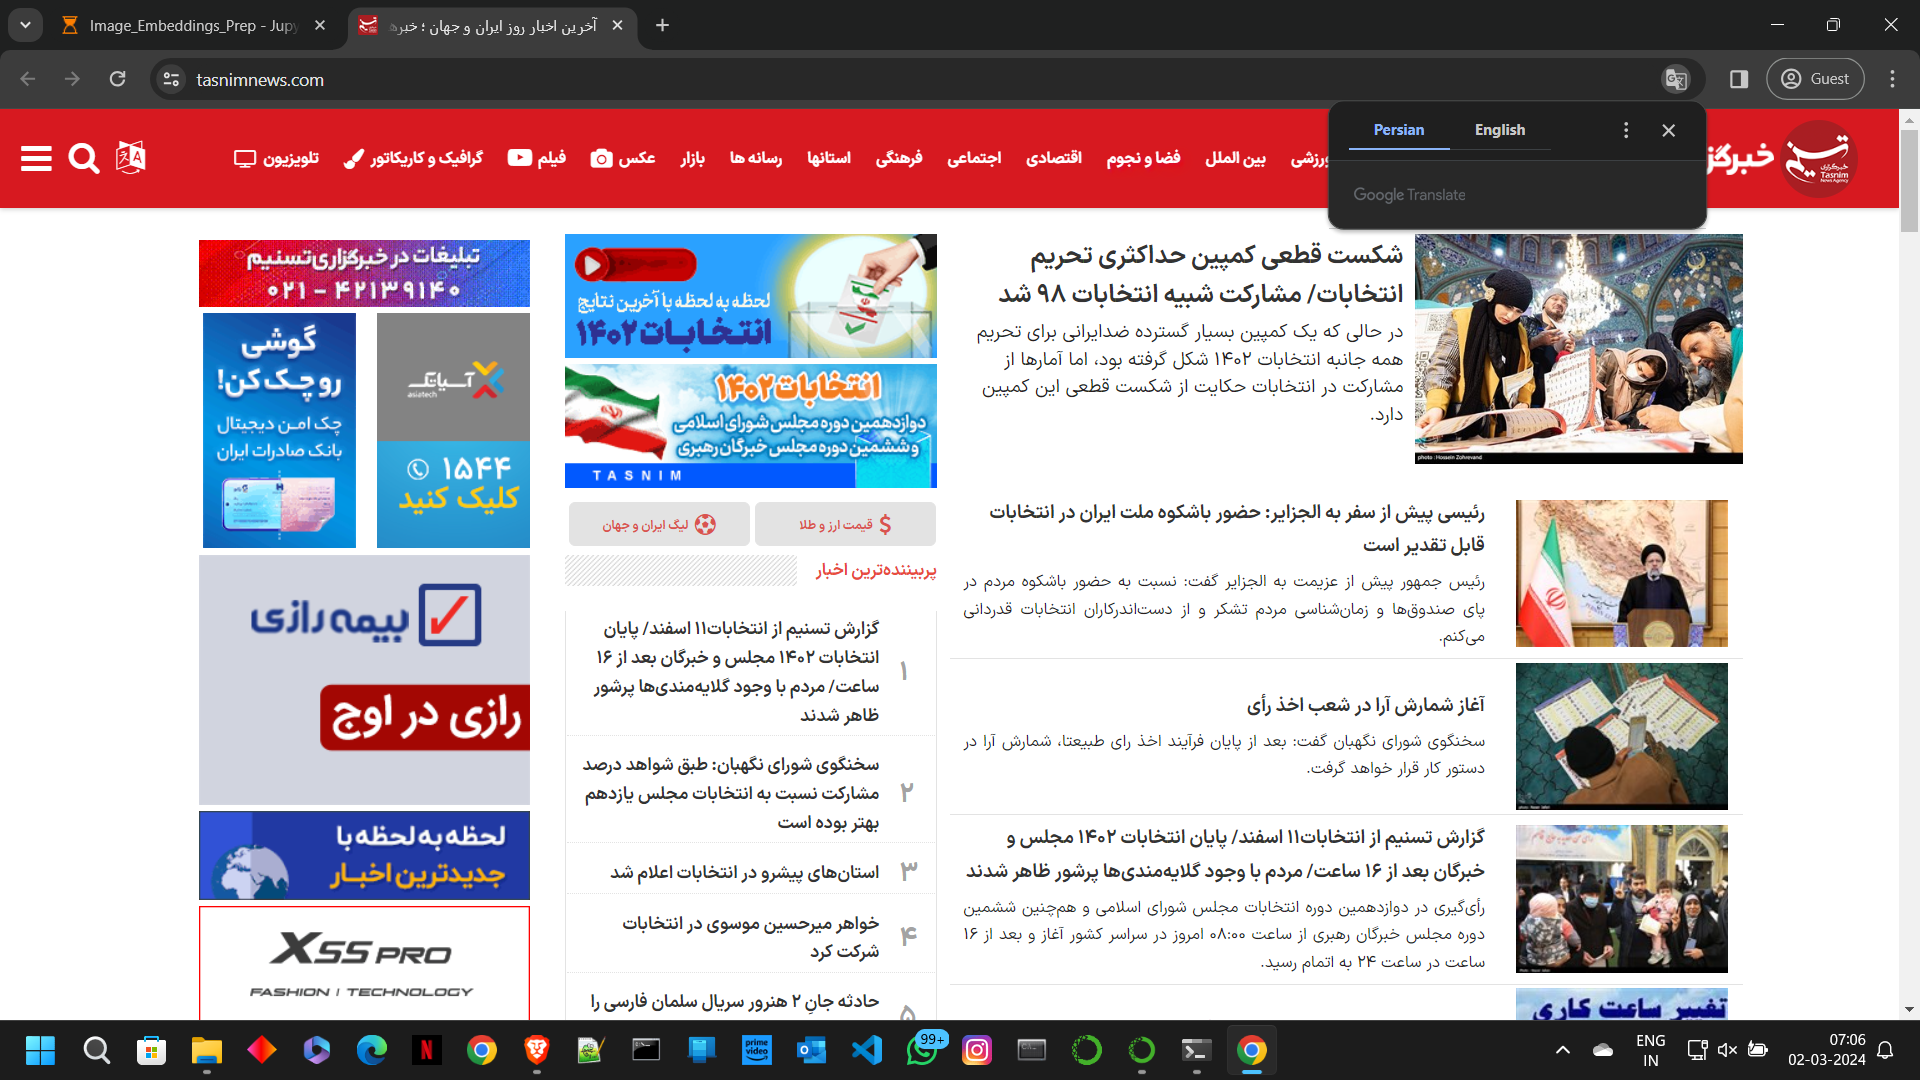 Image_Embeddings_Prep - Jupy
آخرین اخبار روز ایران و جهان ؛ خبره
tasnimnews.com
Guest
Persian
English
Google Translate
خبرگز
خبرگزاری
Tasnim
News Agency
ورزشی
بین الملل
فضا و نجوم
اقتصادی
اجتماعی
فرهنگی
استانها
رسانه ها
بازار
عکس
فیلم
گرافیک و کاریکاتور
تلویزیون
شکست قطعی کمپین حداکثری تحریم
انتخابات/ مشارکت شبیه انتخابات ۹۸ شد
در حالی که یک کمپین بسیار گسترده ضدایرانی برای تحریم
همه جانبه انتخابات ۱۴۰۲ شکل گرفته بود، اما آمارها از
مشارکت در انتخابات حکایت از شکست قطعی این کمپین
دارد.
photo : Hossein Zohrevand
رئیسی پیش از سفر به الجزایر: حضور باشکوه ملت ایران در انتخابات
قابل تقدیر است
رئیس جمهور پیش از عزیمت به الجزایر گفت: نسبت به حضور باشکوه مردم در
پای صندوق‌ها و زمان‌شناسی مردم تشکر و از دست‌اندرکاران انتخابات قدردانی
می‌کنم.
آغاز شمارش آرا در شعب اخذ رأی
سخنگوی شورای نگهبان گفت: بعد از پایان فرآیند اخذ رای طبیعتا، شمارش آرا در
دستور کار قرار خواهد گرفت.
گزارش تسنیم از انتخابات۱۱ اسفند/ پایان انتخابات ۱۴۰۲ مجلس و
خبرگان بعد از ۱۶ ساعت/ مردم با وجود گلایه‌مندی‌ها پرشور ظاهر شدند
رأی‌گیری در دوازدهمین دوره انتخابات مجلس شورای اسلامی و هم‌چنین ششمین
دوره مجلس خبرگان رهبری از ساعت ۰۸:۰۰ امروز در سراسر کشور آغاز و بعد از ۱۶
ساعت در ساعت ۲۴ به اتمام رسید.
تغییر ساعت کاری
لحظه به لحظه با آخرین نتایج
انتخابات ۱۴۰۲
انتخابات ۱۴۰۲
دوازدهمین دوره مجلس شورای اسلامی
و ششمین دوره مجلس خبرگان رهبری
TASNIM
قیمت ارز و طلا
لیگ ایران و جهان
پربیننده‌ترین اخبار
۱
گزارش تسنیم از انتخابات۱۱ اسفند/ پایان
انتخابات ۱۴۰۲ مجلس و خبرگان بعد از ۱۶
ساعت/ مردم با وجود گلایه‌مندی‌ها پرشور
ظاهر شدند
۲
سخنگوی شورای نگهبان: طبق شواهد درصد
مشارکت نسبت به انتخابات مجلس یازدهم
بهتر بوده است
۳
استان‌های پیشرو در انتخابات اعلام شد
۴
خواهر میرحسین موسوی در انتخابات
شرکت کرد
۵
حادثه جانِ ۲ هنرور سریال سلمان فارسی را
تبلیغات در خبرگزاری تسنیم
۰۲۱ - ۴۲۱۳۹۱۴۰
گوشی
رو چک کن!
چک امن دیجیتال
بانک صادرات ایران
آسیاتک
asiatech
۱۵۴۴
کلیک کنید
بیمه رازی
رازی در اوج
لحظه به لحظه با
جدیدترین اخبار
X55 PRO
FASHION | TECHNOLOGY
prime
video
99+
ENG
IN
07:06
02-03-2024